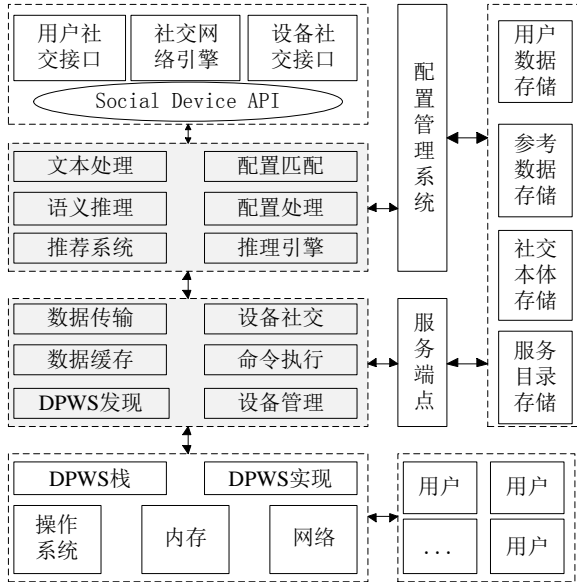 用户社
交接口
社交网
络引擎
设备社
交接口
Social Device API
文本处理
配置匹配
语义推理
配置处理
推荐系统
推理引擎
数据传输
设备社交
数据缓存
命令执行
DPWS发现
设备管理
DPWS栈
DPWS实现
操作
系统
内存
网络
配置管理系统
服务端点
用户
数据
存储
参考
数据
存储
社交
本体
存储
服务
目录
存储
用户
用户
...
用户